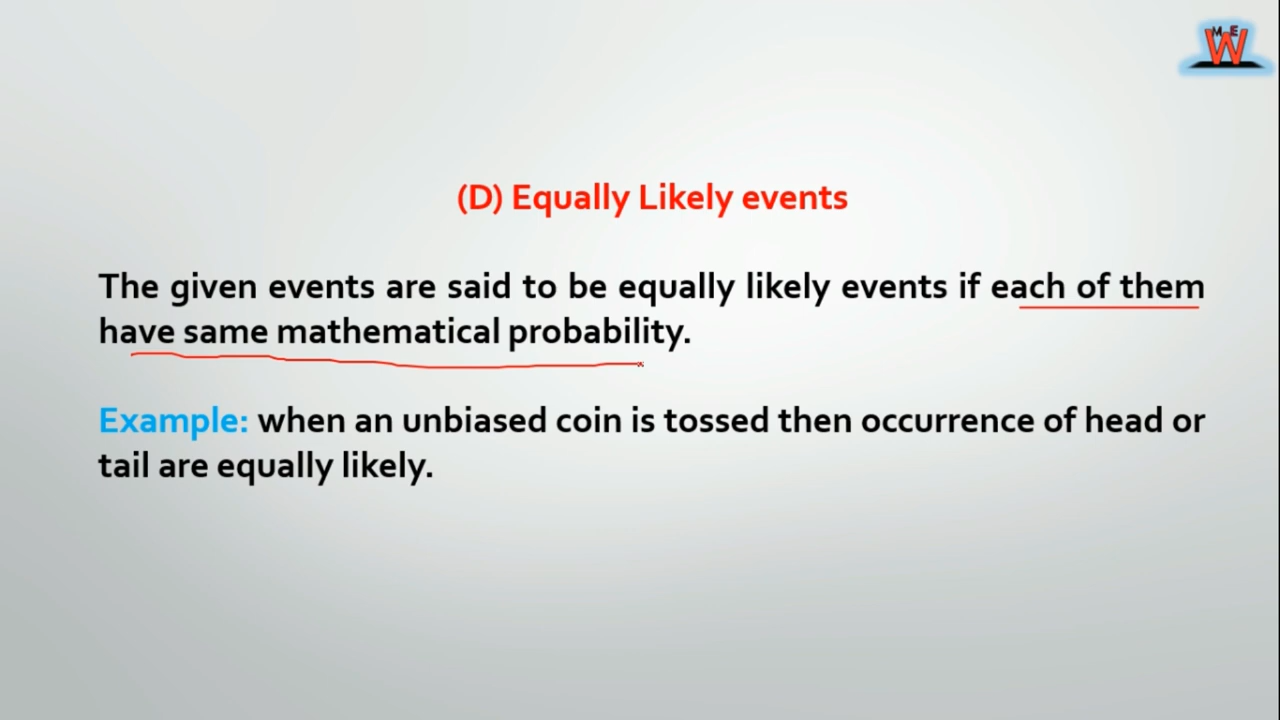 M E
W
(D) Equally Likely events
The given events are said to be equally likely events if each of them
have same mathematical probability.
Example: when an unbiased coin is tossed then occurrence of head or
tail are equally likely.